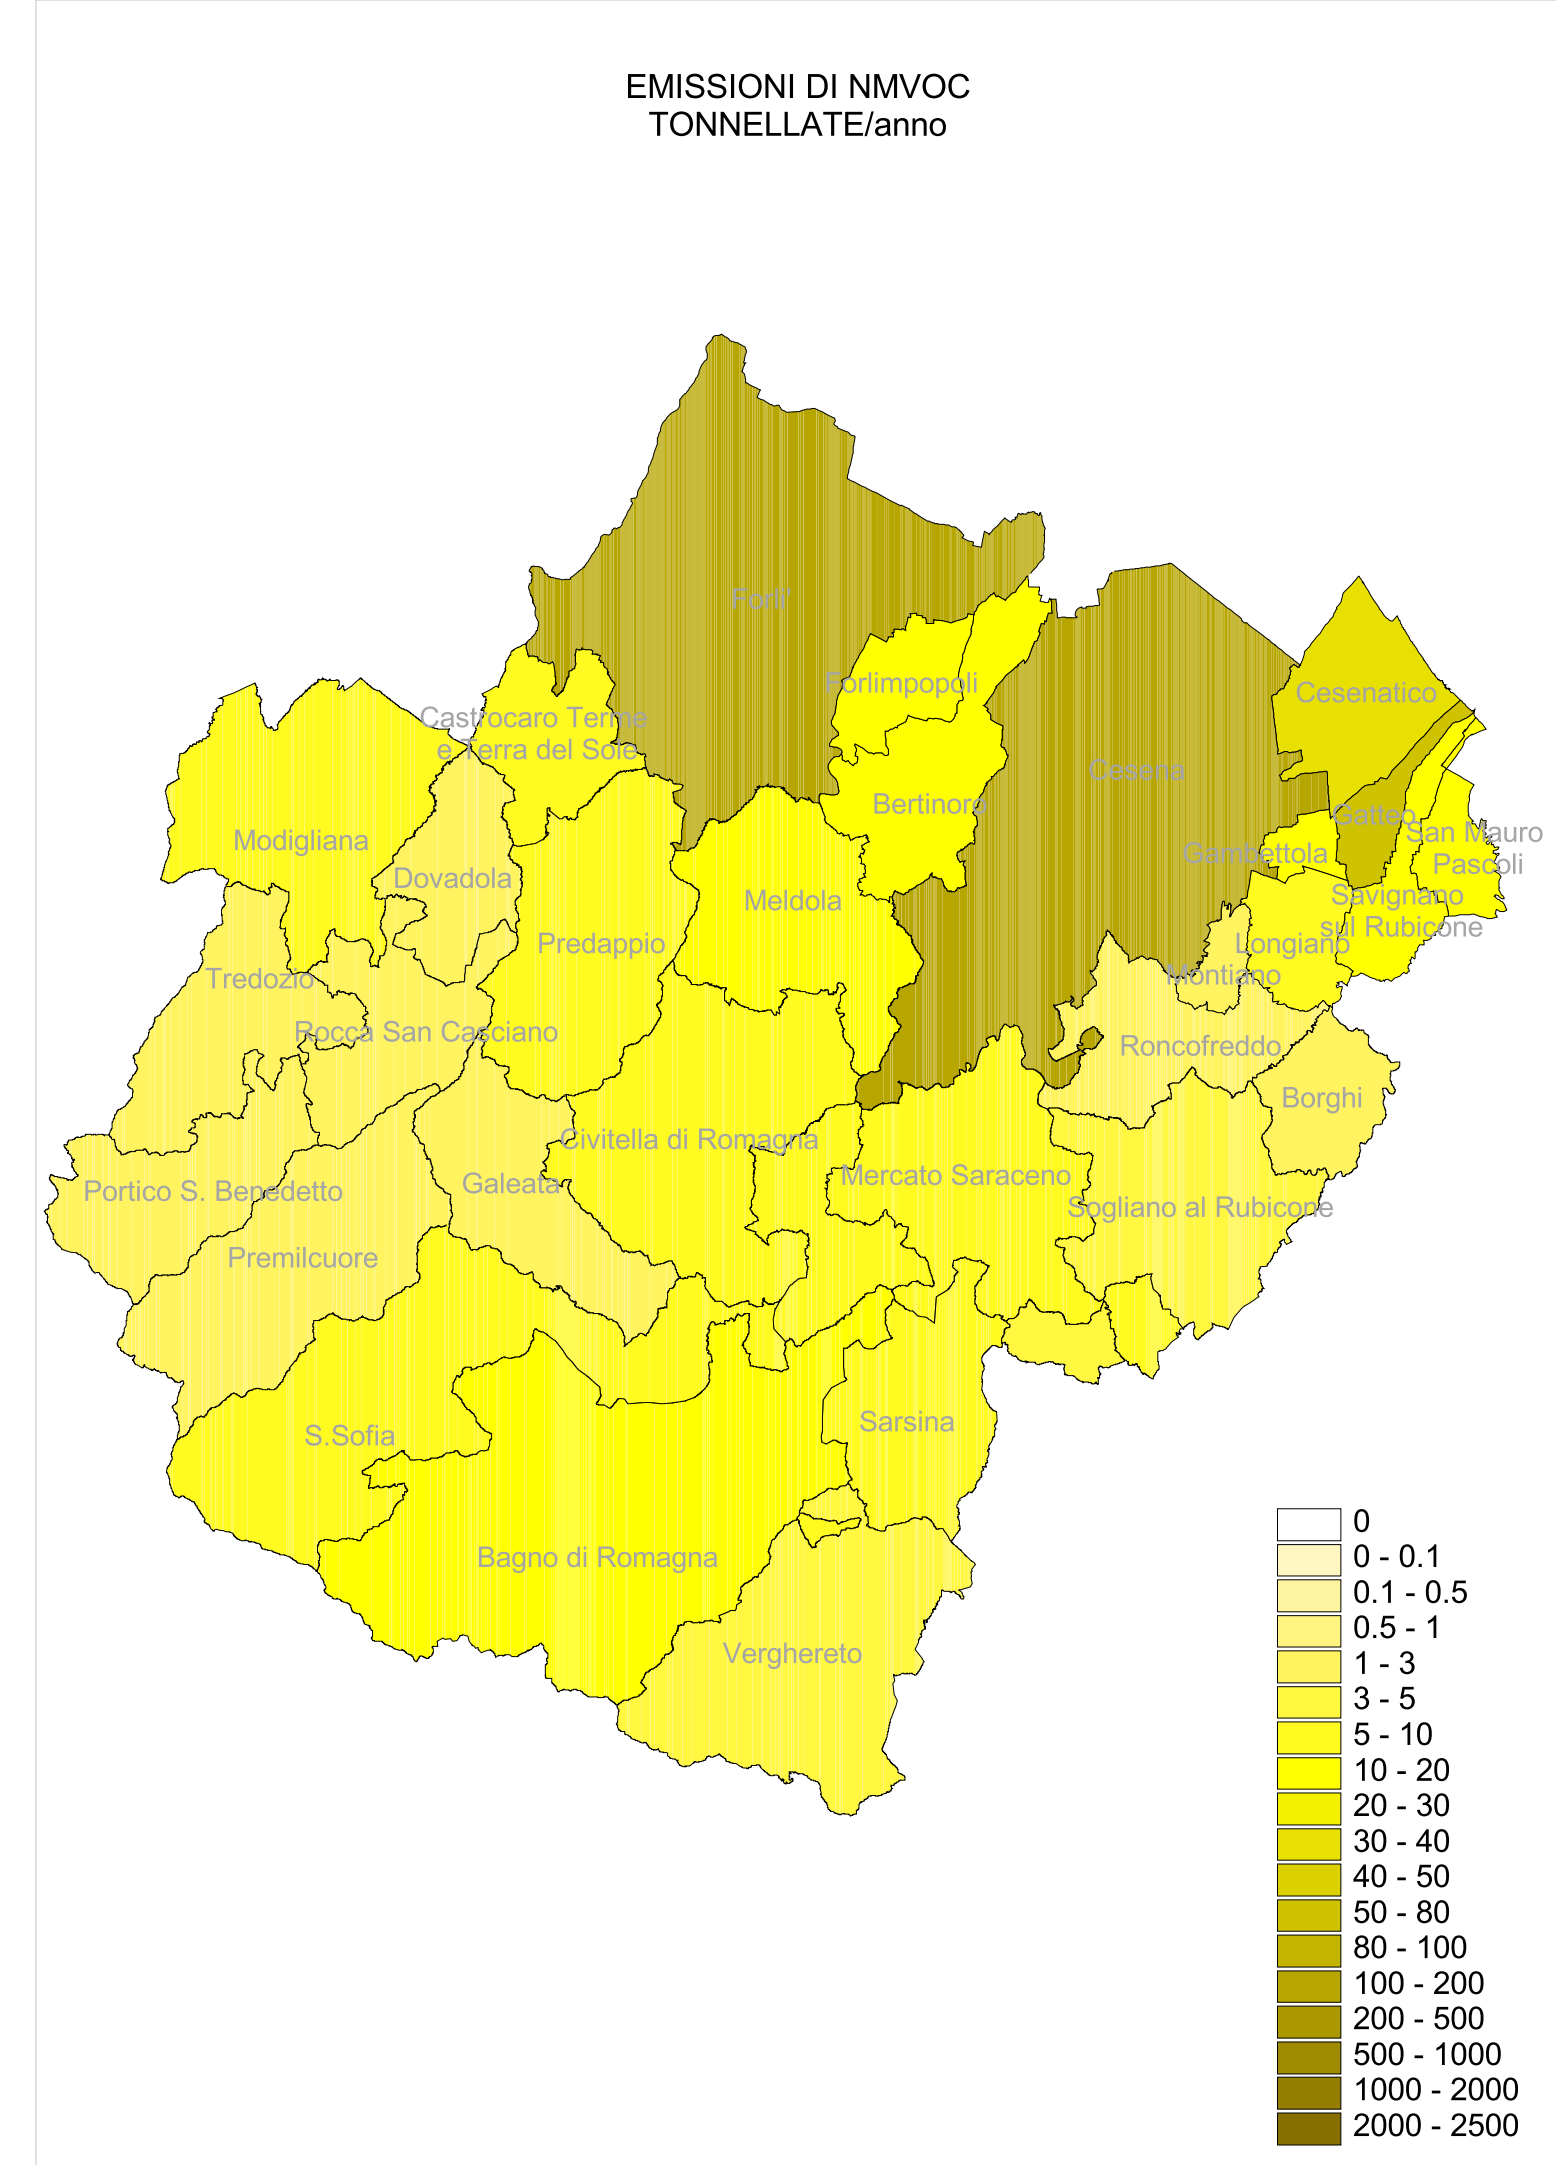 EMISSIONI DI NMVOC
TONNELLATE/anno
Forli'
Forlimpopoli
Cesenatico
Castrocaro Terme
e Terra del Sole
Cesena
Bertinoro
Gatteo
San Mauro
Pascoli
Modigliana
Gambettola
Dovadola
Meldola
Savignano
sul Rubicone
Predappio
Longiano
Montiano
Tredozio
Rocca San Casciano
Roncofreddo
Borghi
Civitella di Romagna
Mercato Saraceno
Galeata
Portico S. Benedetto
Sogliano al Rubicone
Premilcuore
Sarsina
S.Sofia
Bagno di Romagna
Verghereto
0
0 - 0.1
0.1 - 0.5
0.5 - 1
1 - 3
3 - 5
5 - 10
10 - 20
20 - 30
30 - 40
40 - 50
50 - 80
80 - 100
100 - 200
200 - 500
500 - 1000
1000 - 2000
2000 - 2500